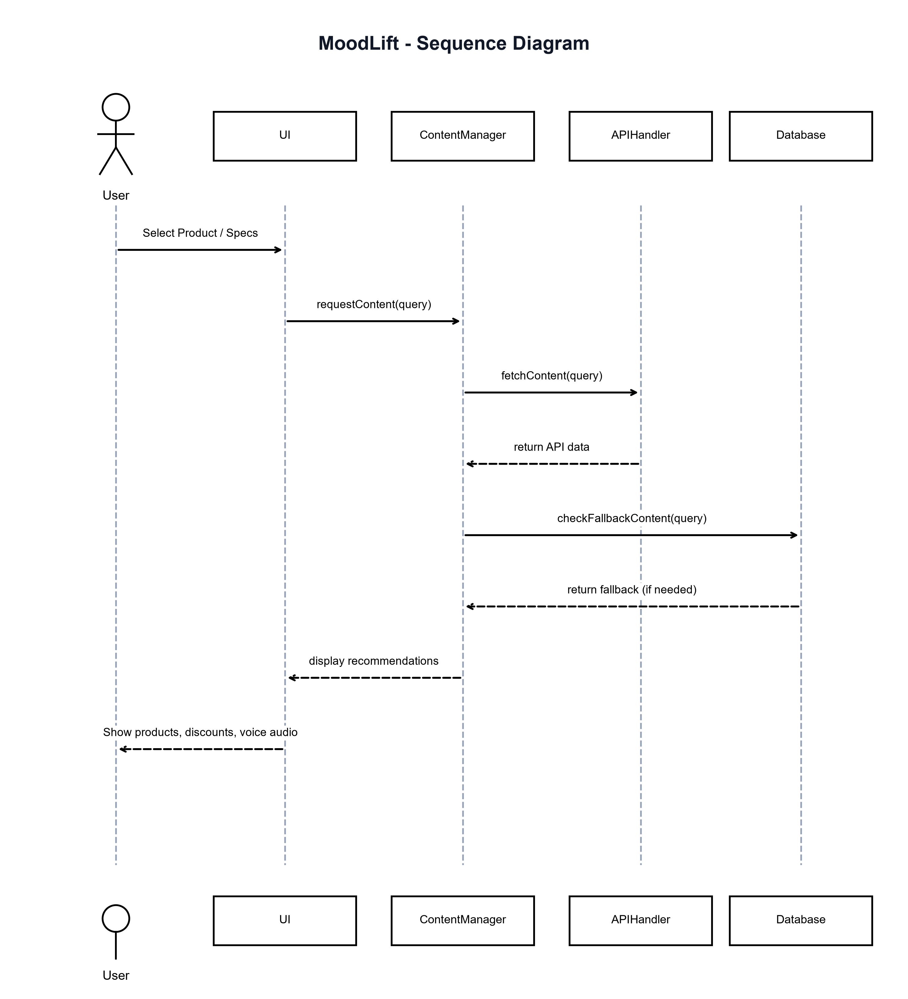 MoodLift - Sequence Diagram
UI
ContentManager
APIHandler
Database
User
Select Product / Specs
requestContent(query)
fetchContent(query)
return API data
checkFallbackContent(query)
return fallback (if needed)
display recommendations
Show products, discounts, voice audio
UI
ContentManager
APIHandler
Database
User